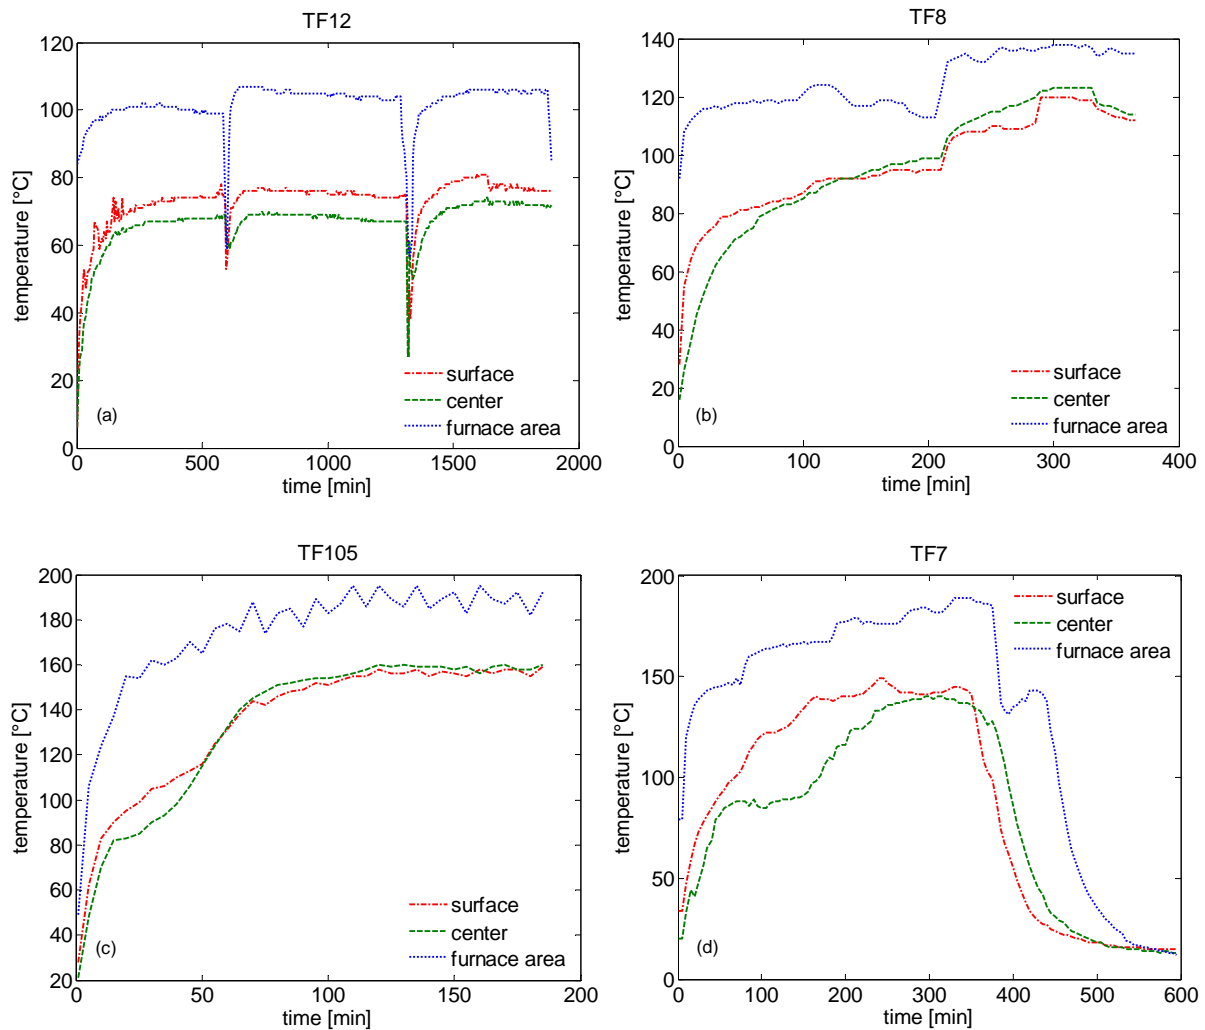 TF12
temperature [°C]
120
100
80
60
40
20
0
0 500 1000 1500 2000
time [min]
surface
center
furnace area
(a)
TF8
temperature [°C]
140
120
100
80
60
40
20
0
0 100 200 300 400
time [min]
surface
center
furnace area
(b)
TF105
temperature [°C]
200
180
160
140
120
100
80
60
40
20
0 50 100 150 200
time [min]
surface
center
furnace area
(c)
TF7
temperature [°C]
200
150
100
50
0
0 100 200 300 400 500 600
time [min]
surface
center
furnace area
(d)